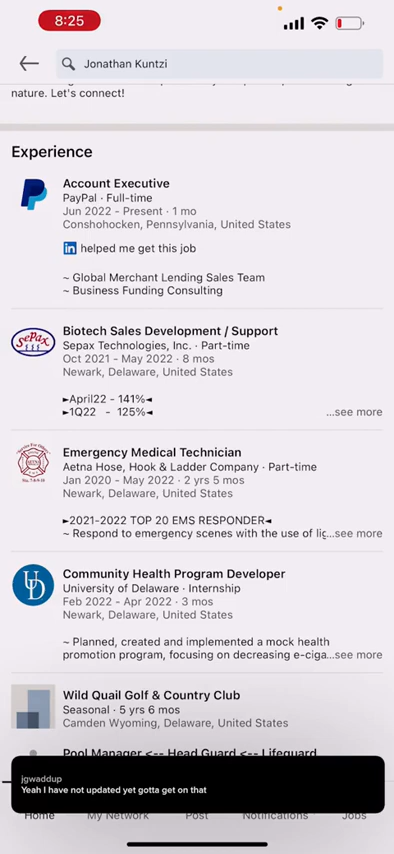 8:25
Jonathan Kuntzi
nature. Let's connect!
Experience
Account Executive
PayPal · Full-time
Jun 2022 - Present · 1 mo
Conshohocken, Pennsylvania, United States
in helped me get this job
~ Global Merchant Lending Sales Team
~ Business Funding Consulting
Sepax
Biotech Sales Development / Support
Sepax Technologies, Inc. · Part-time
Oct 2021 - May 2022 · 8 mos
Newark, Delaware, United States
►April22 - 141%◄
►1Q22 - 125%◄ ...see more
Emergency Medical Technician
Aetna Hose, Hook & Ladder Company · Part-time
Jan 2020 - May 2022 · 2 yrs 5 mos
Newark, Delaware, United States
►2021-2022 TOP 20 EMS RESPONDER◄
~ Respond to emergency scenes with the use of lig...see more
UD
Community Health Program Developer
University of Delaware · Internship
Feb 2022 - Apr 2022 · 3 mos
Newark, Delaware, United States
~ Planned, created and implemented a mock health
promotion program, focusing on decreasing e-ciga...see more
Wild Quail Golf & Country Club
Seasonal · 5 yrs 6 mos
Camden Wyoming, Delaware, United States
Pool Manager <-- Head Guard <-- Lifeguard
jgwaddup
Yeah I have not updated yet gotta get on that
Home My Network Post Notifications Jobs